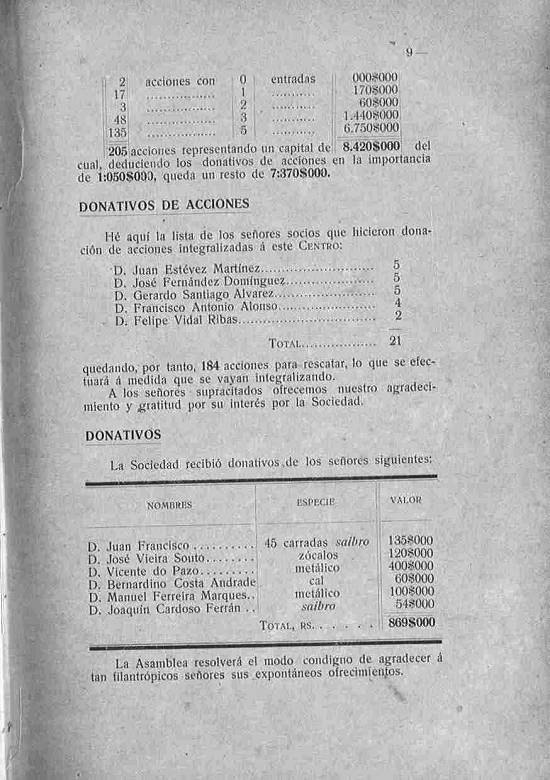 9—
2 acciones con 0 entradas 000$000
17 ................ 1 ........... 170$000
3 ................ 2 ........... 60$000
48 ................ 3 ........... 1.440$000
135 ................ 5 ........... 6.750$000
205 acciones representando un capital de 8.420$000 del
cual, deduciendo los donativos de acciones en la importancia
de 1:050$000, queda un resto de 7:370$000.
DONATIVOS DE ACCIONES
Hé aquí la lista de los señores socios que hicieron dona-
ción de acciones integralizadas á este CENTRO:
D. Juan Estévez Martínez........................... 5
D. José Fernández Domínguez..................... 5
D. Gerardo Santiago Alvarez........................ 5
D. Francisco Antonio Alonso....................... 4
D. Felipe Vidal Ribas................................. 2
TOTAL.................. 21
quedando, por tanto, 184 acciones para rescatar, lo que se efec-
tuará á medida que se vayan integralizando.
A los señores supracitados ofrecemos nuestro agradeci-
miento y gratitud por su interés por la Sociedad.
DONATIVOS
La Sociedad recibió donativos de los señores siguientes:
NOMBRES ESPECIE VALOR
D. Juan Francisco .......... 45 carradas saibro 135$000
D. José Vieira Souto........ zócalos 120$000
D. Vicente do Pazo......... metálico 400$000
D. Bernardino Costa Andrade cal 60$000
D. Manuel Ferreira Marques.. metálico 100$000
D. Joaquín Cardoso Ferrán .. saibro 54$000
TOTAL, RS. . . . . . . 869$000
La Asamblea resolverá el modo condigno de agradecer á
tan filantrópicos señores sus expontáneos ofrecimientos.